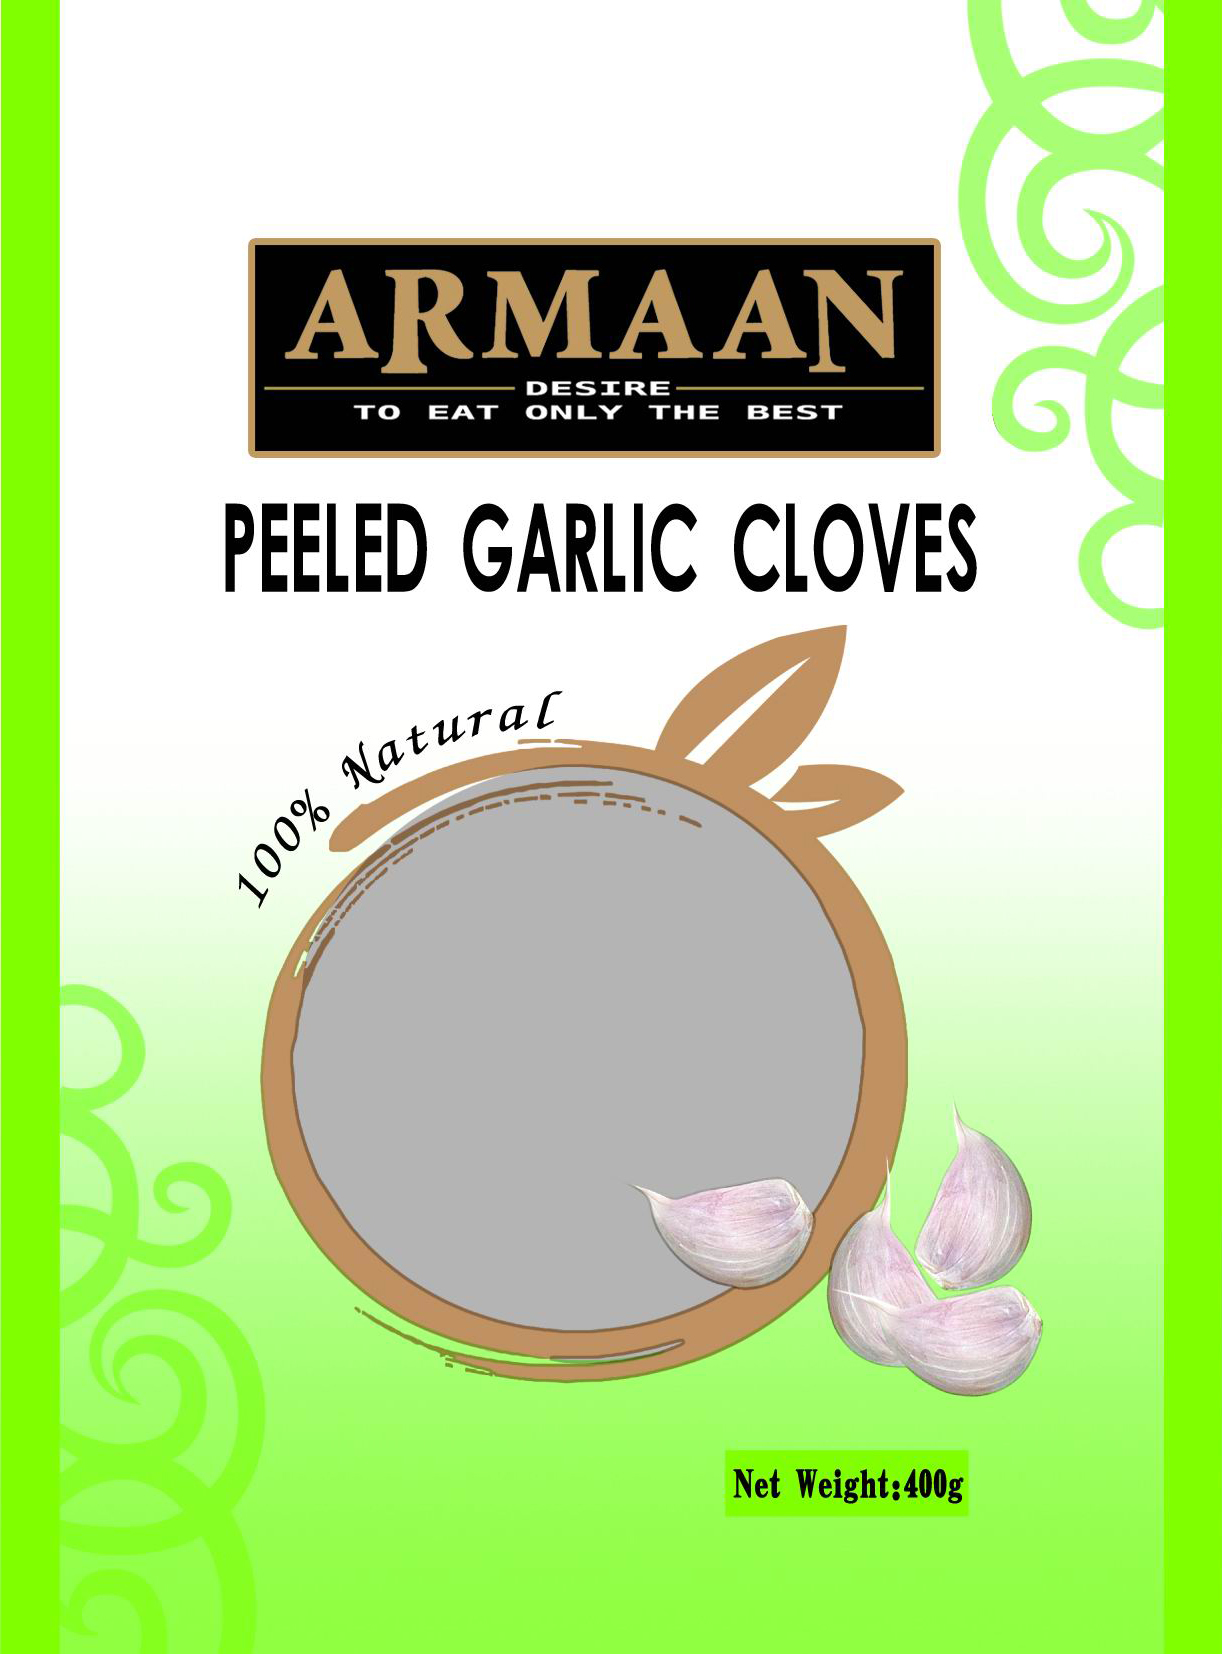 ARMAAN
DESIRE
TO EAT ONLY THE BEST
PEELED GARLIC CLOVES
100% Natural
Net Weight:400g